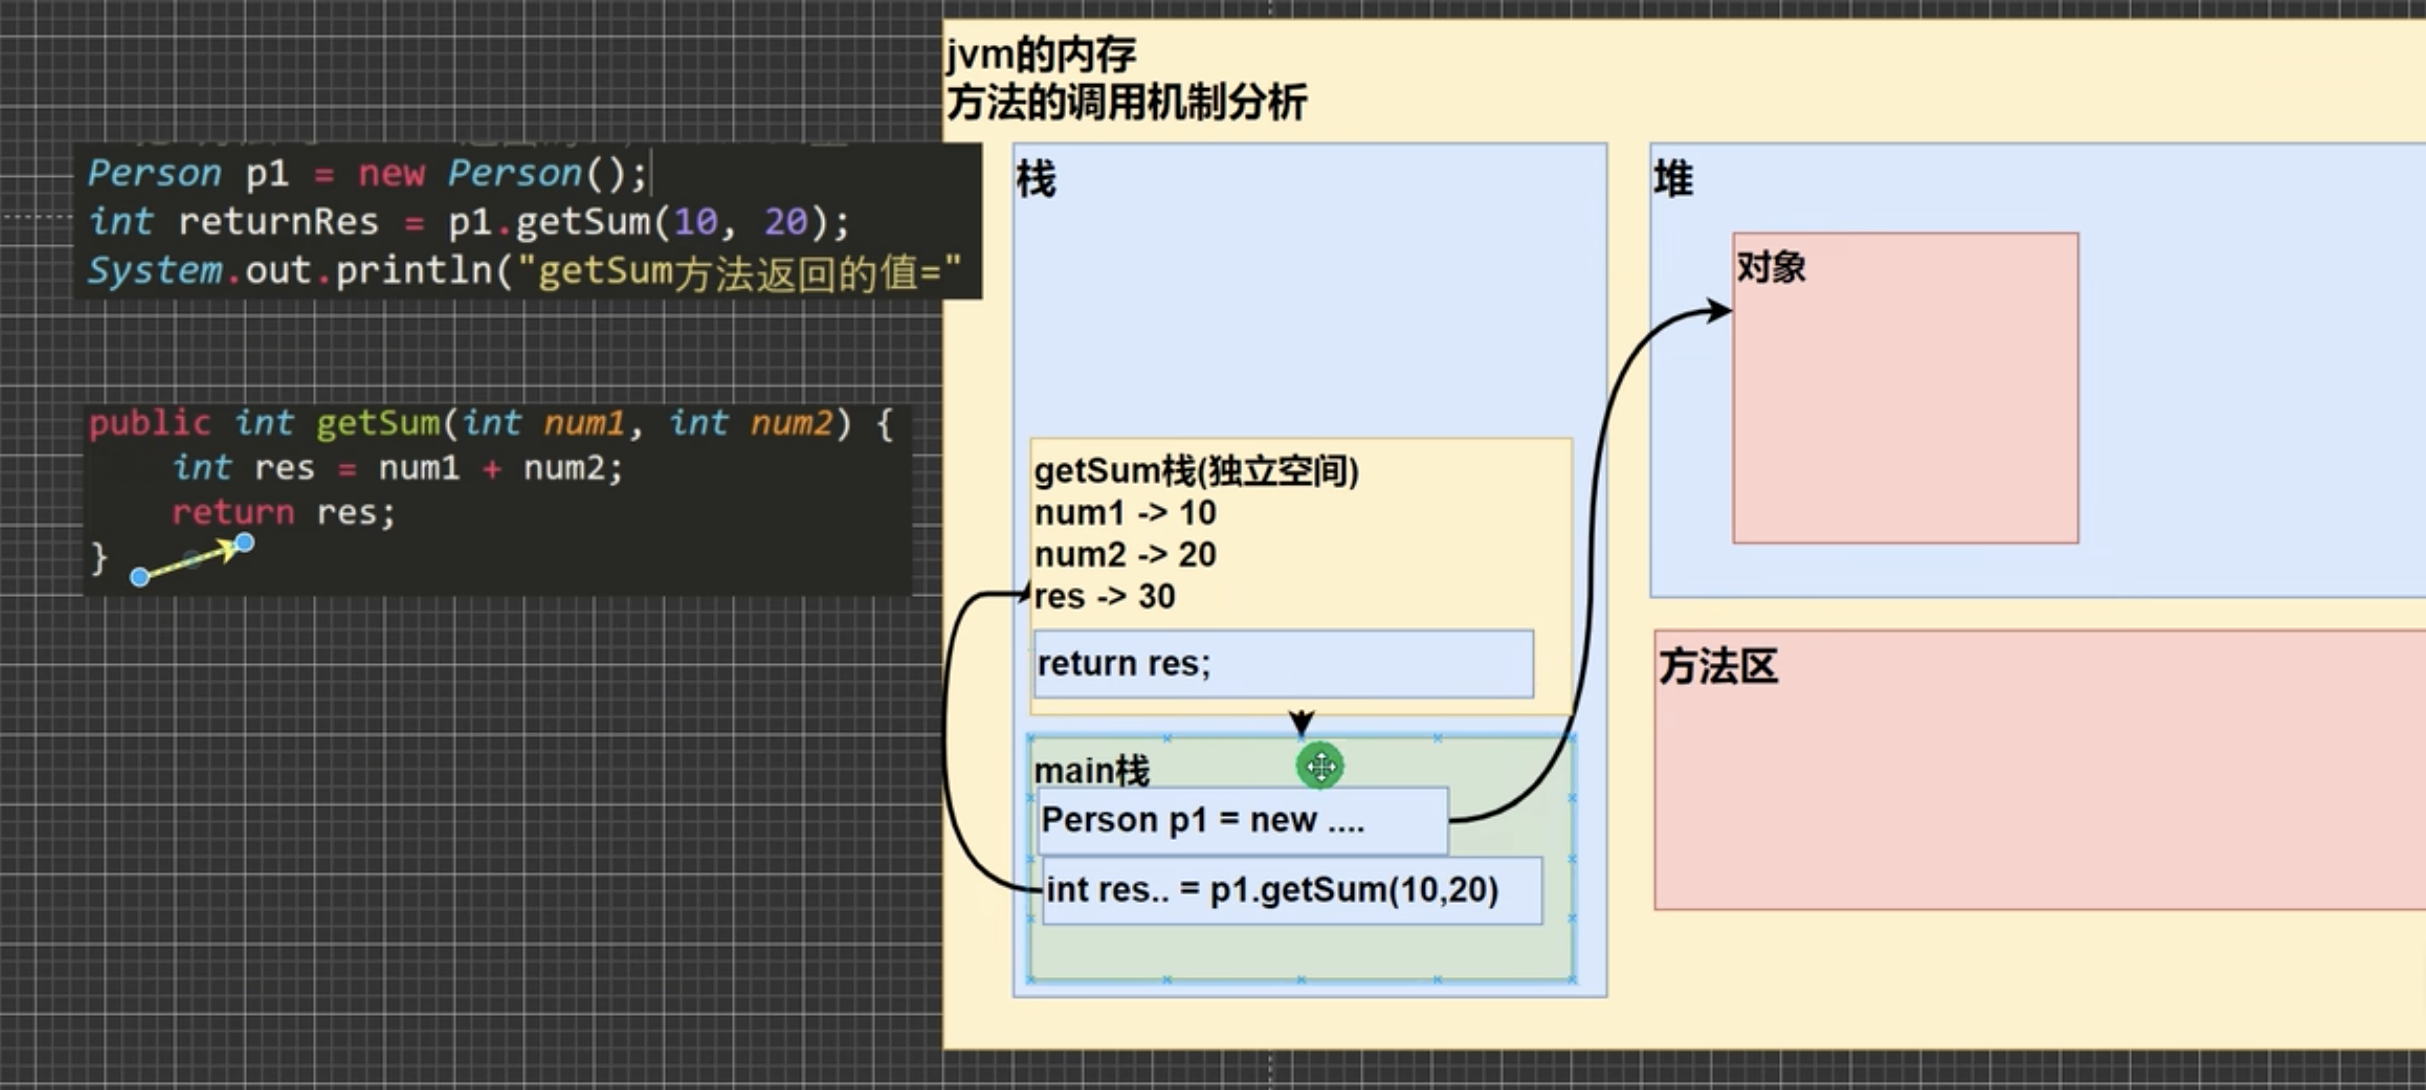 jvm的内存
方法的调用机制分析
Person p1 = new Person();
int returnRes = p1.getSum(10, 20);
System.out.println("getSum方法返回的值="
public int getSum(int num1, int num2) {
int res = num1 + num2;
return res;
}
栈
getSum栈(独立空间)
num1 -> 10
num2 -> 20
res -> 30
return res;
main栈
Person p1 = new ....
int res.. = p1.getSum(10,20)
堆
对象
方法区